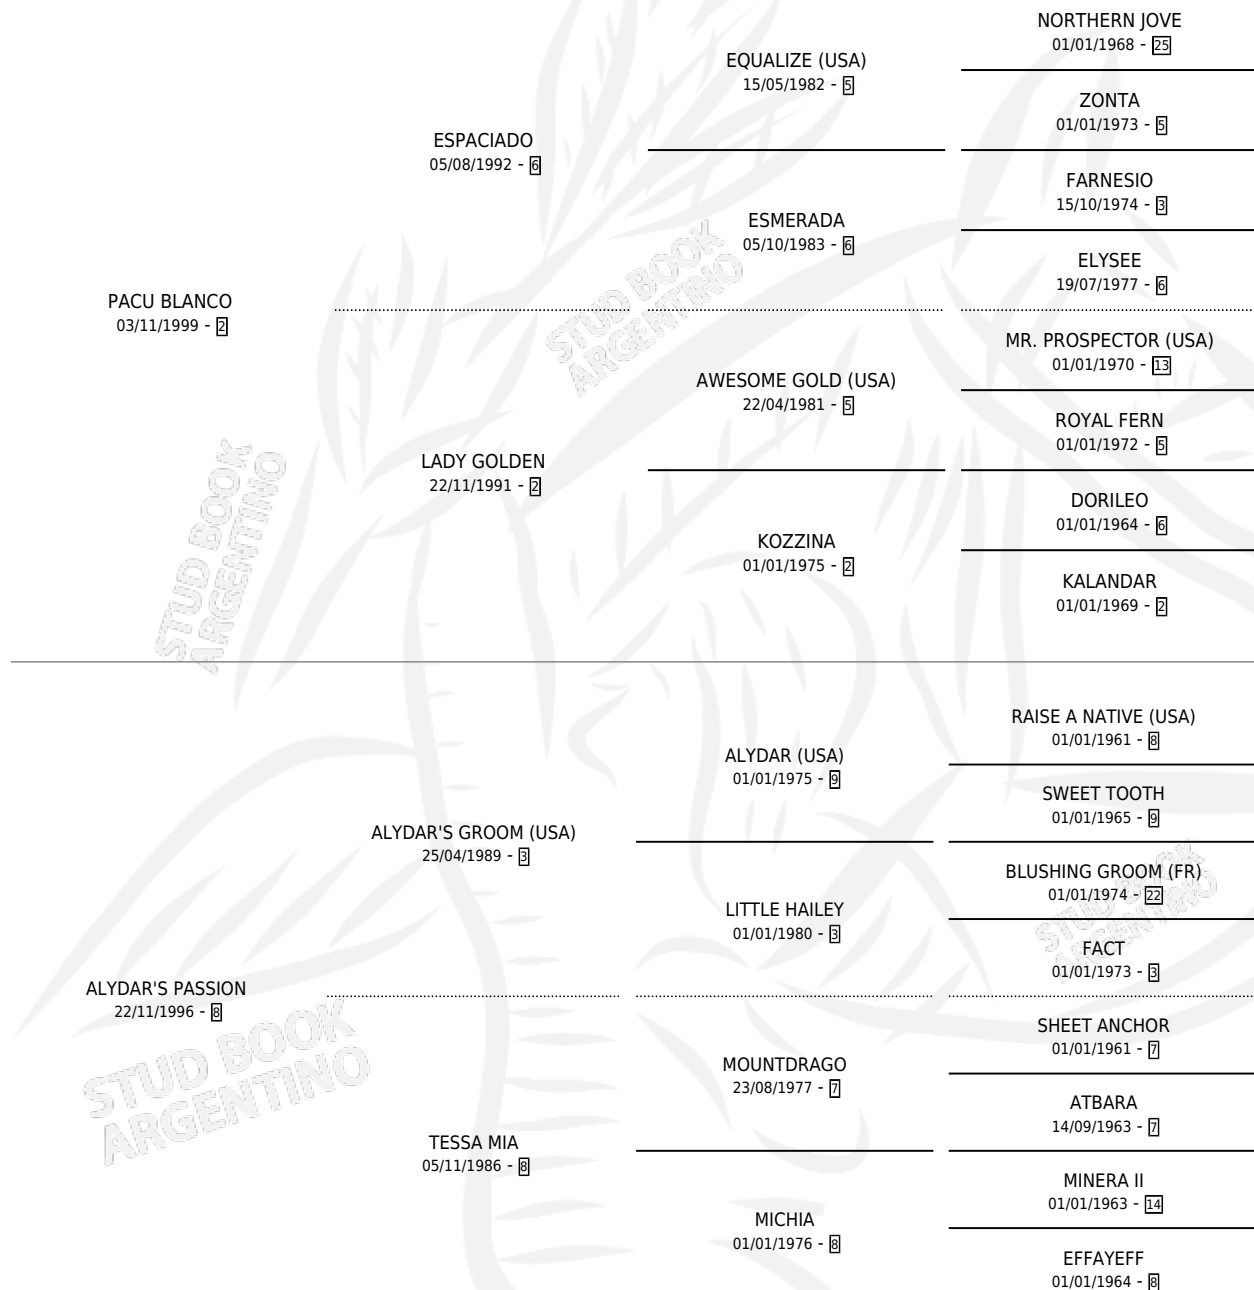 NORTHERN JOVE
01/01/1968 - 25
EQUALIZE (USA)
15/05/1982 - 5
ZONTA
01/01/1973 - 5
ESPACIADO
05/08/1992 - 6
FARNESIO
15/10/1974 - 3
ESMERADA
05/10/1983 - 6
ELYSEE
19/07/1977 - 6
PACU BLANCO
03/11/1999 - 2
MR. PROSPECTOR (USA)
01/01/1970 - 13
AWESOME GOLD (USA)
22/04/1981 - 5
ROYAL FERN
01/01/1972 - 5
LADY GOLDEN
22/11/1991 - 2
DORILEO
01/01/1964 - 6
KOZZINA
01/01/1975 - 2
KALANDAR
01/01/1969 - 2
RAISE A NATIVE (USA)
01/01/1961 - 8
ALYDAR (USA)
01/01/1975 - 9
SWEET TOOTH
01/01/1965 - 9
ALYDAR'S GROOM (USA)
25/04/1989 - 3
BLUSHING GROOM (FR)
01/01/1974 - 22
LITTLE HAILEY
01/01/1980 - 3
FACT
01/01/1973 - 3
ALYDAR'S PASSION
22/11/1996 - 8
SHEET ANCHOR
01/01/1961 - 7
MOUNTDRAGO
23/08/1977 - 7
ATBARA
14/09/1963 - 7
TESSA MIA
05/11/1986 - 8
MINERA II
01/01/1963 - 14
MICHIA
01/01/1976 - 8
EFFAYEFF
01/01/1964 - 8
STUD BOOK
ARGENTINO
STUD BOOK
ARGENTINO
STUD BOOK
ARGENTINO
STUD BOOK
ARGENTINO